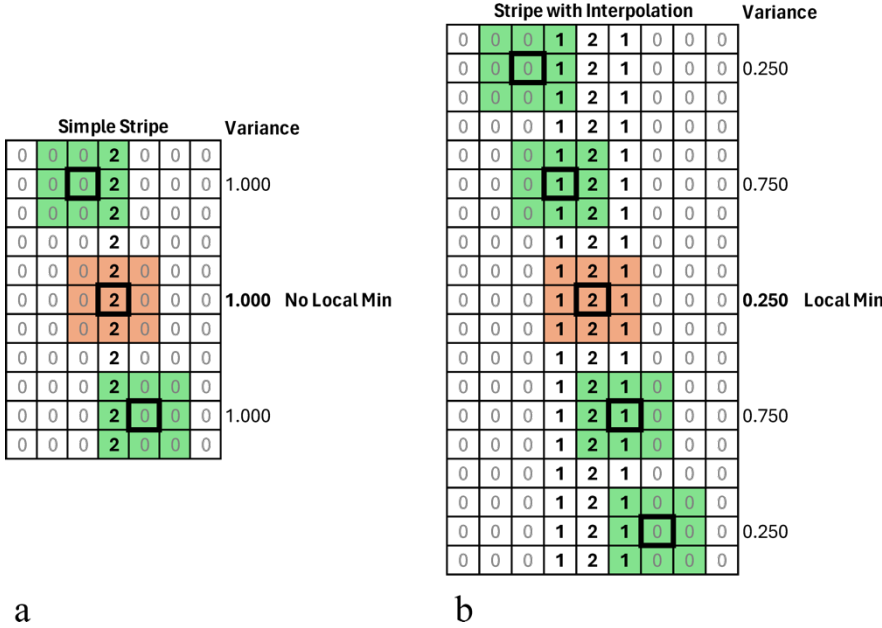 Simple Stripe Variance
0 0 0 2 0 0 0
0 0 0 2 0 0 0 1.000
0 0 0 2 0 0 0
0 0 0 2 0 0 0
0 0 0 2 0 0 0
0 0 0 2 0 0 0 1.000 No Local Min
0 0 0 2 0 0 0
0 0 0 2 0 0 0
0 0 0 2 0 0 0
0 0 0 2 0 0 0 1.000
0 0 0 2 0 0 0
a
Stripe with Interpolation Variance
0 0 0 1 2 1 0 0 0
0 0 0 1 2 1 0 0 0 0.250
0 0 0 1 2 1 0 0 0
0 0 0 1 2 1 0 0 0
0 0 0 1 2 1 0 0 0
0 0 0 1 2 1 0 0 0 0.750
0 0 0 1 2 1 0 0 0
0 0 0 1 2 1 0 0 0
0 0 0 1 2 1 0 0 0
0 0 0 1 2 1 0 0 0 0.250 Local Min
0 0 0 1 2 1 0 0 0
0 0 0 1 2 1 0 0 0
0 0 0 1 2 1 0 0 0
0 0 0 1 2 1 0 0 0 0.750
0 0 0 1 2 1 0 0 0
0 0 0 1 2 1 0 0 0
0 0 0 1 2 1 0 0 0
0 0 0 1 2 1 0 0 0 0.250
0 0 0 1 2 1 0 0 0
b